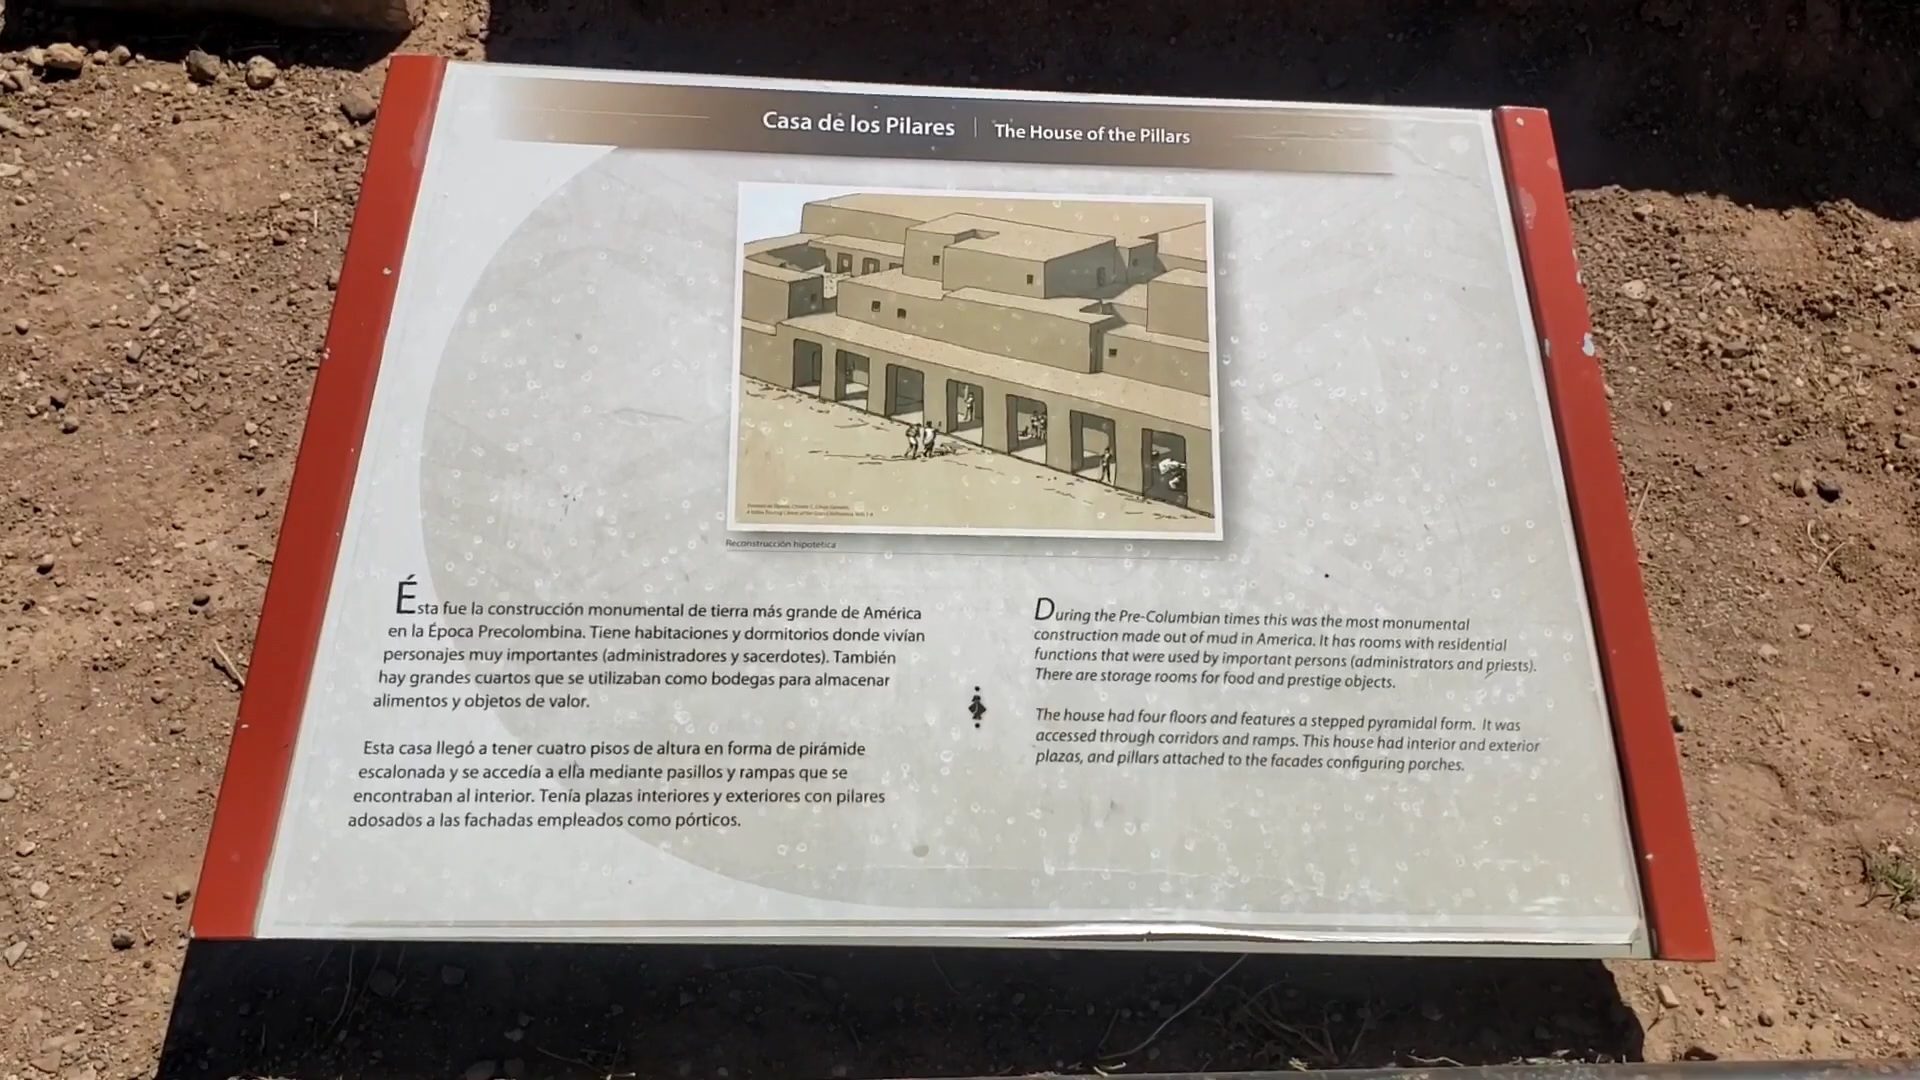 Casa de los Pilares | The House of the Pillars
Reconstrucción hipotética
Ésta fue la construcción monumental de tierra más grande de América
en la Época Precolombina. Tiene habitaciones y dormitorios donde vivían
personajes muy importantes (administradores y sacerdotes). También
hay grandes cuartos que se utilizaban como bodegas para almacenar
alimentos y objetos de valor.
Esta casa llegó a tener cuatro pisos de altura en forma de pirámide
escalonada y se accedía a ella mediante pasillos y rampas que se
encontraban al interior. Tenía plazas interiores y exteriores con pilares
adosados a las fachadas empleados como pórticos.
During the Pre-Columbian times this was the most monumental
construction made out of mud in America. It has rooms with residential
functions that were used by important persons (administrators and priests).
There are storage rooms for food and prestige objects.
The house had four floors and features a stepped pyramidal form. It was
accessed through corridors and ramps. This house had interior and exterior
plazas, and pillars attached to the facades configuring porches.